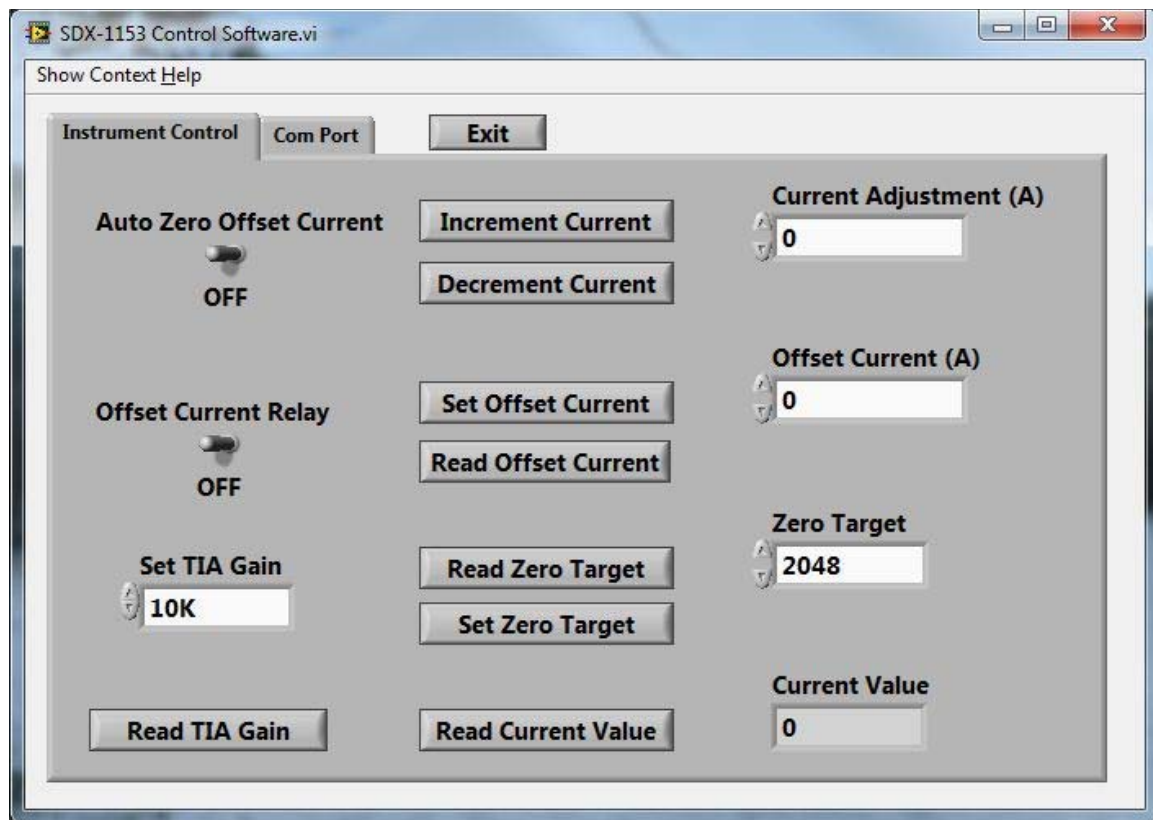 SDX-1153 Control Software.vi
Show Context Help
Instrument Control
Com Port
Exit
Auto Zero Offset Current
OFF
Increment Current
Decrement Current
Current Adjustment (A)
0
Offset Current Relay
OFF
Set Offset Current
Read Offset Current
Offset Current (A)
0
Set TIA Gain
10K
Read Zero Target
Set Zero Target
Zero Target
2048
Read TIA Gain
Read Current Value
Current Value
0